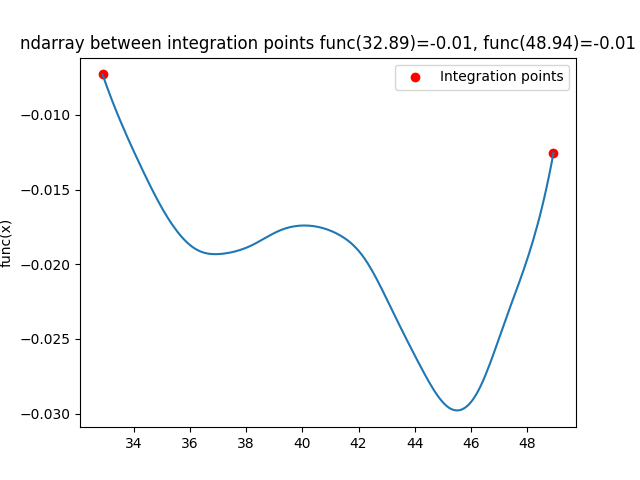 ndarray between integration points func(32.89)=-0.01, func(48.94)=-0.01
Integration points
func(x)
−0.010
−0.015
−0.020
−0.025
−0.030
34 36 38 40 42 44 46 48